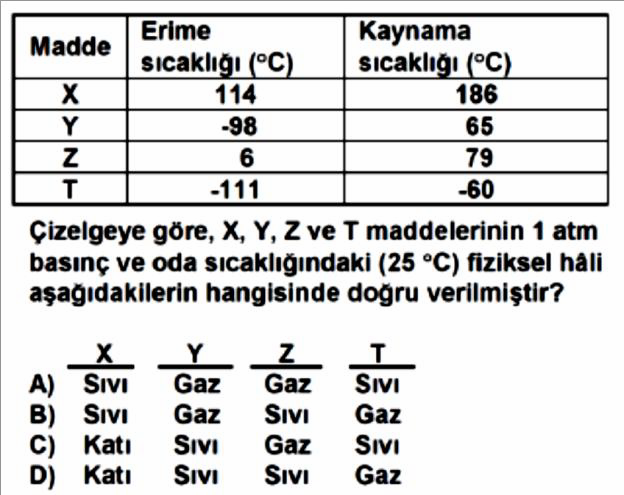 Madde Erime sıcaklığı (°C) Kaynama sıcaklığı (°C)
X 114 186
Y -98 65
Z 6 79
T -111 -60
Çizelgeye göre, X, Y, Z ve T maddelerinin 1 atm
basınç ve oda sıcaklığındaki (25 °C) fiziksel hâli
aşağıdakilerin hangisinde doğru verilmiştir?
X Y Z T
A) Sıvı Gaz Gaz Sıvı
B) Sıvı Gaz Sıvı Gaz
C) Katı Sıvı Gaz Sıvı
D) Katı Sıvı Sıvı Gaz